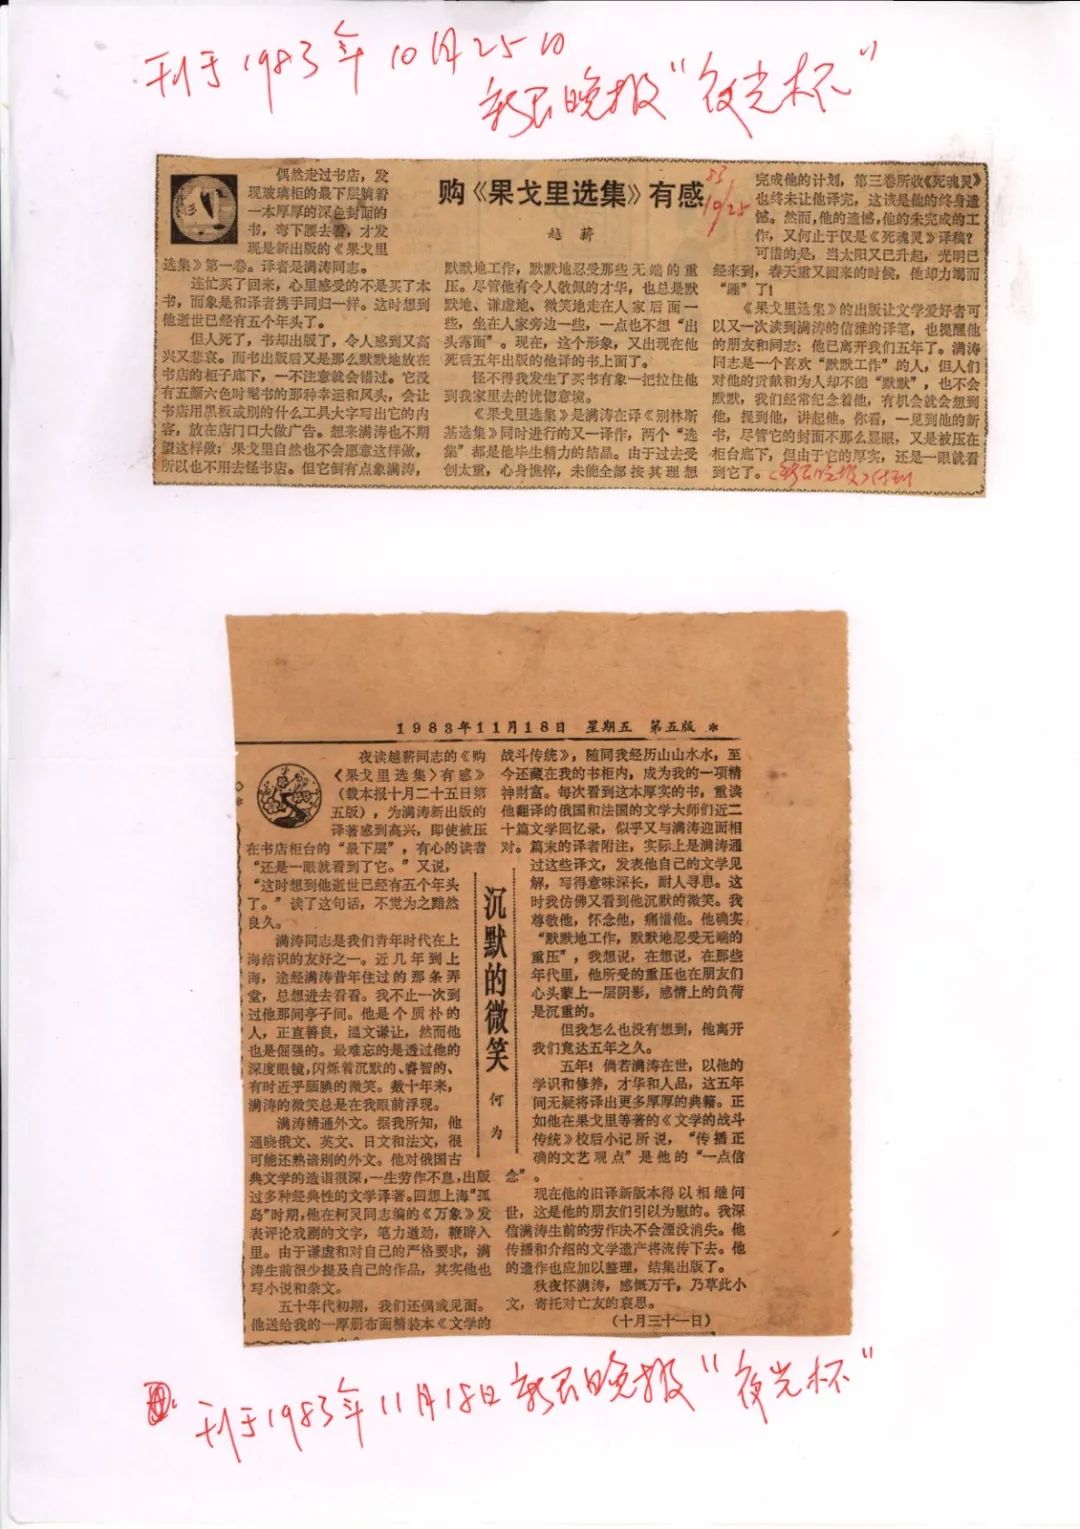 刊于1983年10月25日
新民晚报“夜光杯”
购《果戈里选集》有感
83/10/25
越薪
偶然走过书店，发
现玻璃柜的最下层躺着
一本厚厚的深色封面的
书，弯下腰去看，才发
现是新出版的《果戈里
选集》第一卷。译者是满涛同志。
连忙买了回来，心里感受的不是买了本
书，而象是和译者携手同归一样。这时想到
他逝世已经有五个年头了。
但人死，书却出版了，令人感到又高
兴又悲哀。而书出版后又是那么默默地放在
书店的柜子底下，一不注意就会错过。它没
有五颜六色时髦书的那种幸运和风头，会让
书店用黑板或别的什么工具大字写出它的内
容，放在店门口大做广告。想来满涛也不期
望这样做；果戈里自然也不会愿意这样做，
所以也不用去怪书店。但它倒有点象满涛，
默默地工作，默默地忍受那些无端的重
压。尽管他有令人敬佩的才华，也总是默
默地、谦虚地、微笑地走在人家后面一
些，坐在人家旁边一些，一点也不想“出
头露面”。现在，这个形象，又出现在他
死后五年出版的他译的书上面了。
怪不得我发生了买书有象一把拉住他
到我家里去的恍惚意境。
《果戈里选集》是满涛在译《别林斯
基选集》同时进行的又一译作，两个“选
集”都是他毕生精力的结晶。由于过去受
创太重，心身憔悴，未能全部按其理想
完成他的计划，第三卷所收《死魂灵》
也终未让他译完，这该是他的终身遗
憾。然而，他的遗憾，他的未完成的工
作，又何止于仅是《死魂灵》译稿？
可惜的是，当太阳又已升起，光明已
经来到，春天重又回来的时候，他却力竭而
“睡”了！
《果戈里选集》的出版让文学爱好者可
以又一次读到满涛的信雅的译笔，也提醒他
的朋友和同志：他已离开我们五年了。满涛
同志是一个喜欢“默默工作”的人，但人们
对他的贡献和为人却不能“默默”，也不会
默默，我们经常纪念着他，有机会就会想到
他，提到他，讲起他。你看，一见到他的新
书，尽管它的封面不那么显眼，又是被压在
柜台底下，但由于它的厚实，还是一眼就看
到它了。《新民晚报》付刊
1983年11月18日 星期五 第五版 *
沉默的微笑
何为
夜读越薪同志的《购
〈果戈里选集〉有感》
（载本报十月二十五日第
五版），为满涛新出版的
译著感到高兴，即使被压
在书店柜台的“最下层”，有心的读者
“还是一眼就看到了它。”又说，
“这时想到他逝世已经有五个年头
了。”读了这句话，不觉为之黯然
良久。
满涛同志是我们青年时代在上
海结识的友好之一。近几年到上
海，途经满涛昔年住过的那条弄
堂，总想进去看看。我不止一次到
过他那间亭子间。他是个质朴的
人，正直善良，温文谦让，然而他
也是倔强的。最难忘的是透过他的
深度眼镜，闪烁着沉默的、睿智的、
有时近乎腼腆的微笑。数十年来，
满涛的微笑总是在我眼前浮现。
满涛精通外文。据我所知，他
通晓俄文、英文、日文和法文，很
可能还熟谙别的外文。他对俄国古
典文学的造诣很深，一生劳作不息，出版
过多种经典性的文学译著。回想上海“孤
岛”时期，他在柯灵同志编的《万象》发
表评论戏剧的文字，笔力遒劲，鞭辟入
里。由于谦虚和对自己的严格要求，满
涛生前很少提及自己的作品，其实他也
写小说和杂文。
五十年代初期，我们还偶或见面。
他送给我的一厚册布面精装本《文学的
战斗传统》，随同我经历山山水水，至
今还藏在我的书柜内，成为我的一项精
神财富。每次看到这本厚实的书，重读
他翻译的俄国和法国的文学大师们近二
十篇文学回忆录，似乎又与满涛迎面相
对。篇末的译者附注，实际上是满涛通
过这些译文，发表他自己的文学见
解，写得意味深长，耐人寻思。这
时我仿佛又看到他沉默的微笑。我
尊敬他，怀念他，痛惜他。他确实
“默默地工作，默默地忍受无端的
重压”，我想说，在想说，在那些
年代里，他所受的重压也在朋友们
心头蒙上一层阴影，感情上的负荷
是沉重的。
但我怎么也没有想到，他离开
我们竟达五年之久。
五年！倘若满涛在世，以他的
学识和修养，才华和人品，这五年
间无疑将译出更多厚厚的典籍。正
如他在果戈里等著的《文学的战斗
传统》校后小记所说，“传播正
确的文艺观点”是他的“一点信
念”。
现在他的旧译新版本得以相继问
世，这是他的朋友们引以为慰的。我深
信满涛生前的劳作决不会湮没消失。他
传播和介绍的文学遗产将流传下去。他
的遗作也应加以整理，结集出版了。
秋夜怀满涛，感慨万千，乃草此小
文，寄托对亡友的哀思。
（十月三十一日）
刊于1983年11月18日新民晚报“夜光杯”